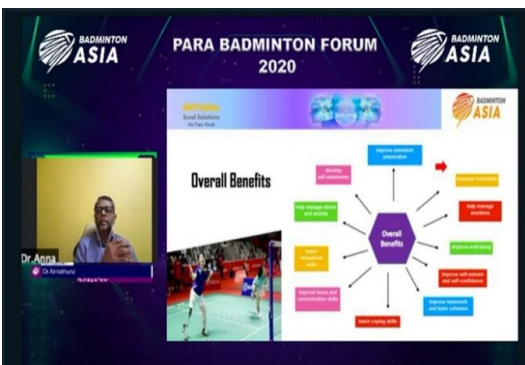 BADMINTON
ASIA
PARA BADMINTON FORUM
2020
BADMINTON
ASIA
BADMINTON
ASIA
Excel Solutions
Overall Benefits
improve prematch
preparation
develop
self-awareness
increase motivation
help manage stress
and anxiety
help manage
emotions
Overall
Benefits
teach
relaxation
skills
improve well-being
improve focus and
concentration skills
improve self-esteem
and self-confidence
improve teamwork
and team cohesion
teach coping skills
Dr.Anna